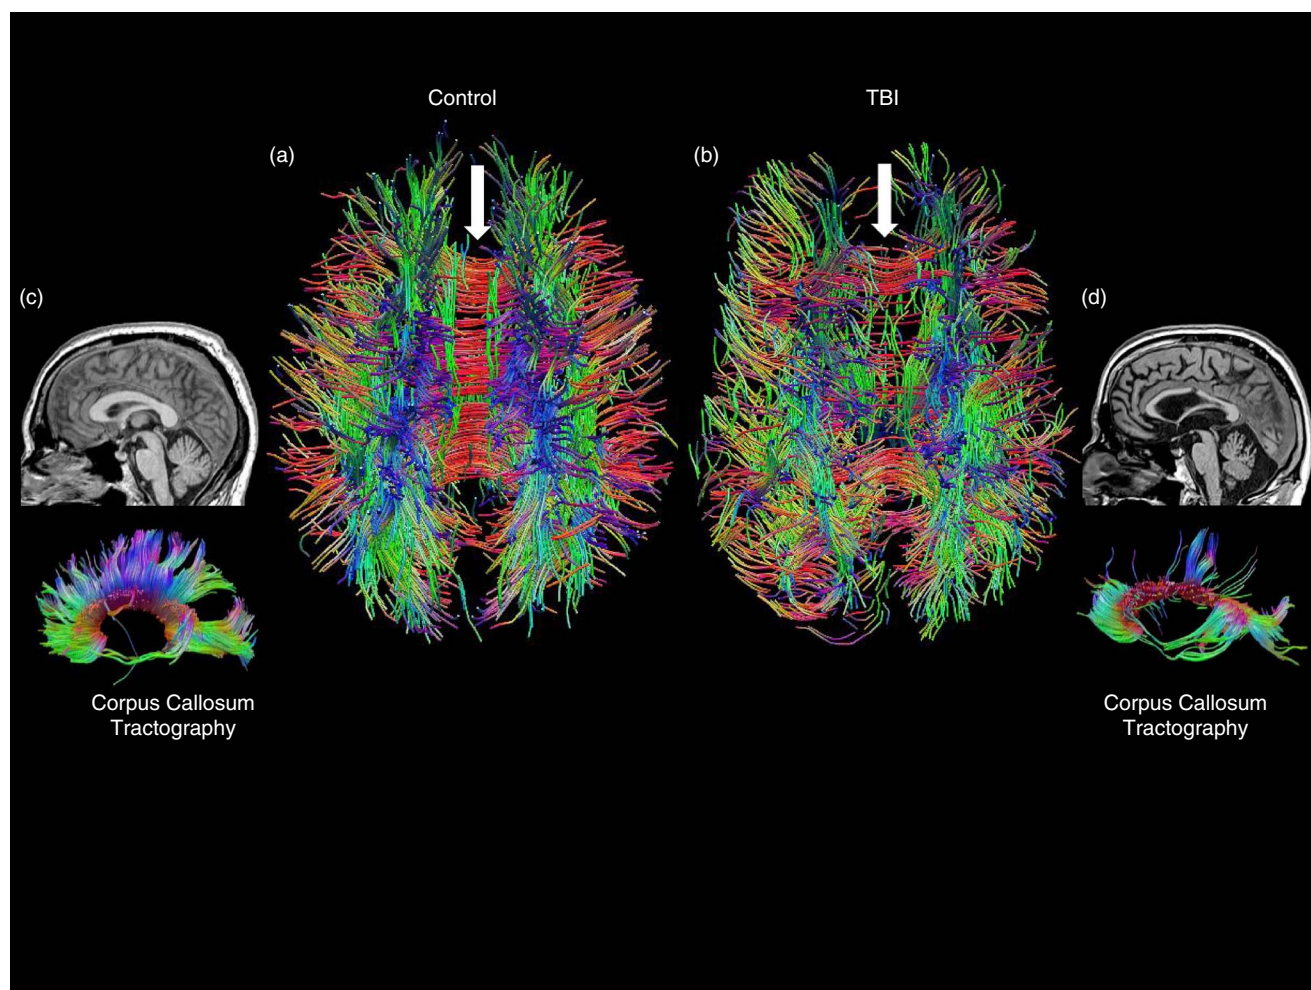 Control
TBI
(a)
(b)
(c)
(d)
Corpus Callosum
Tractography
Corpus Callosum
Tractography